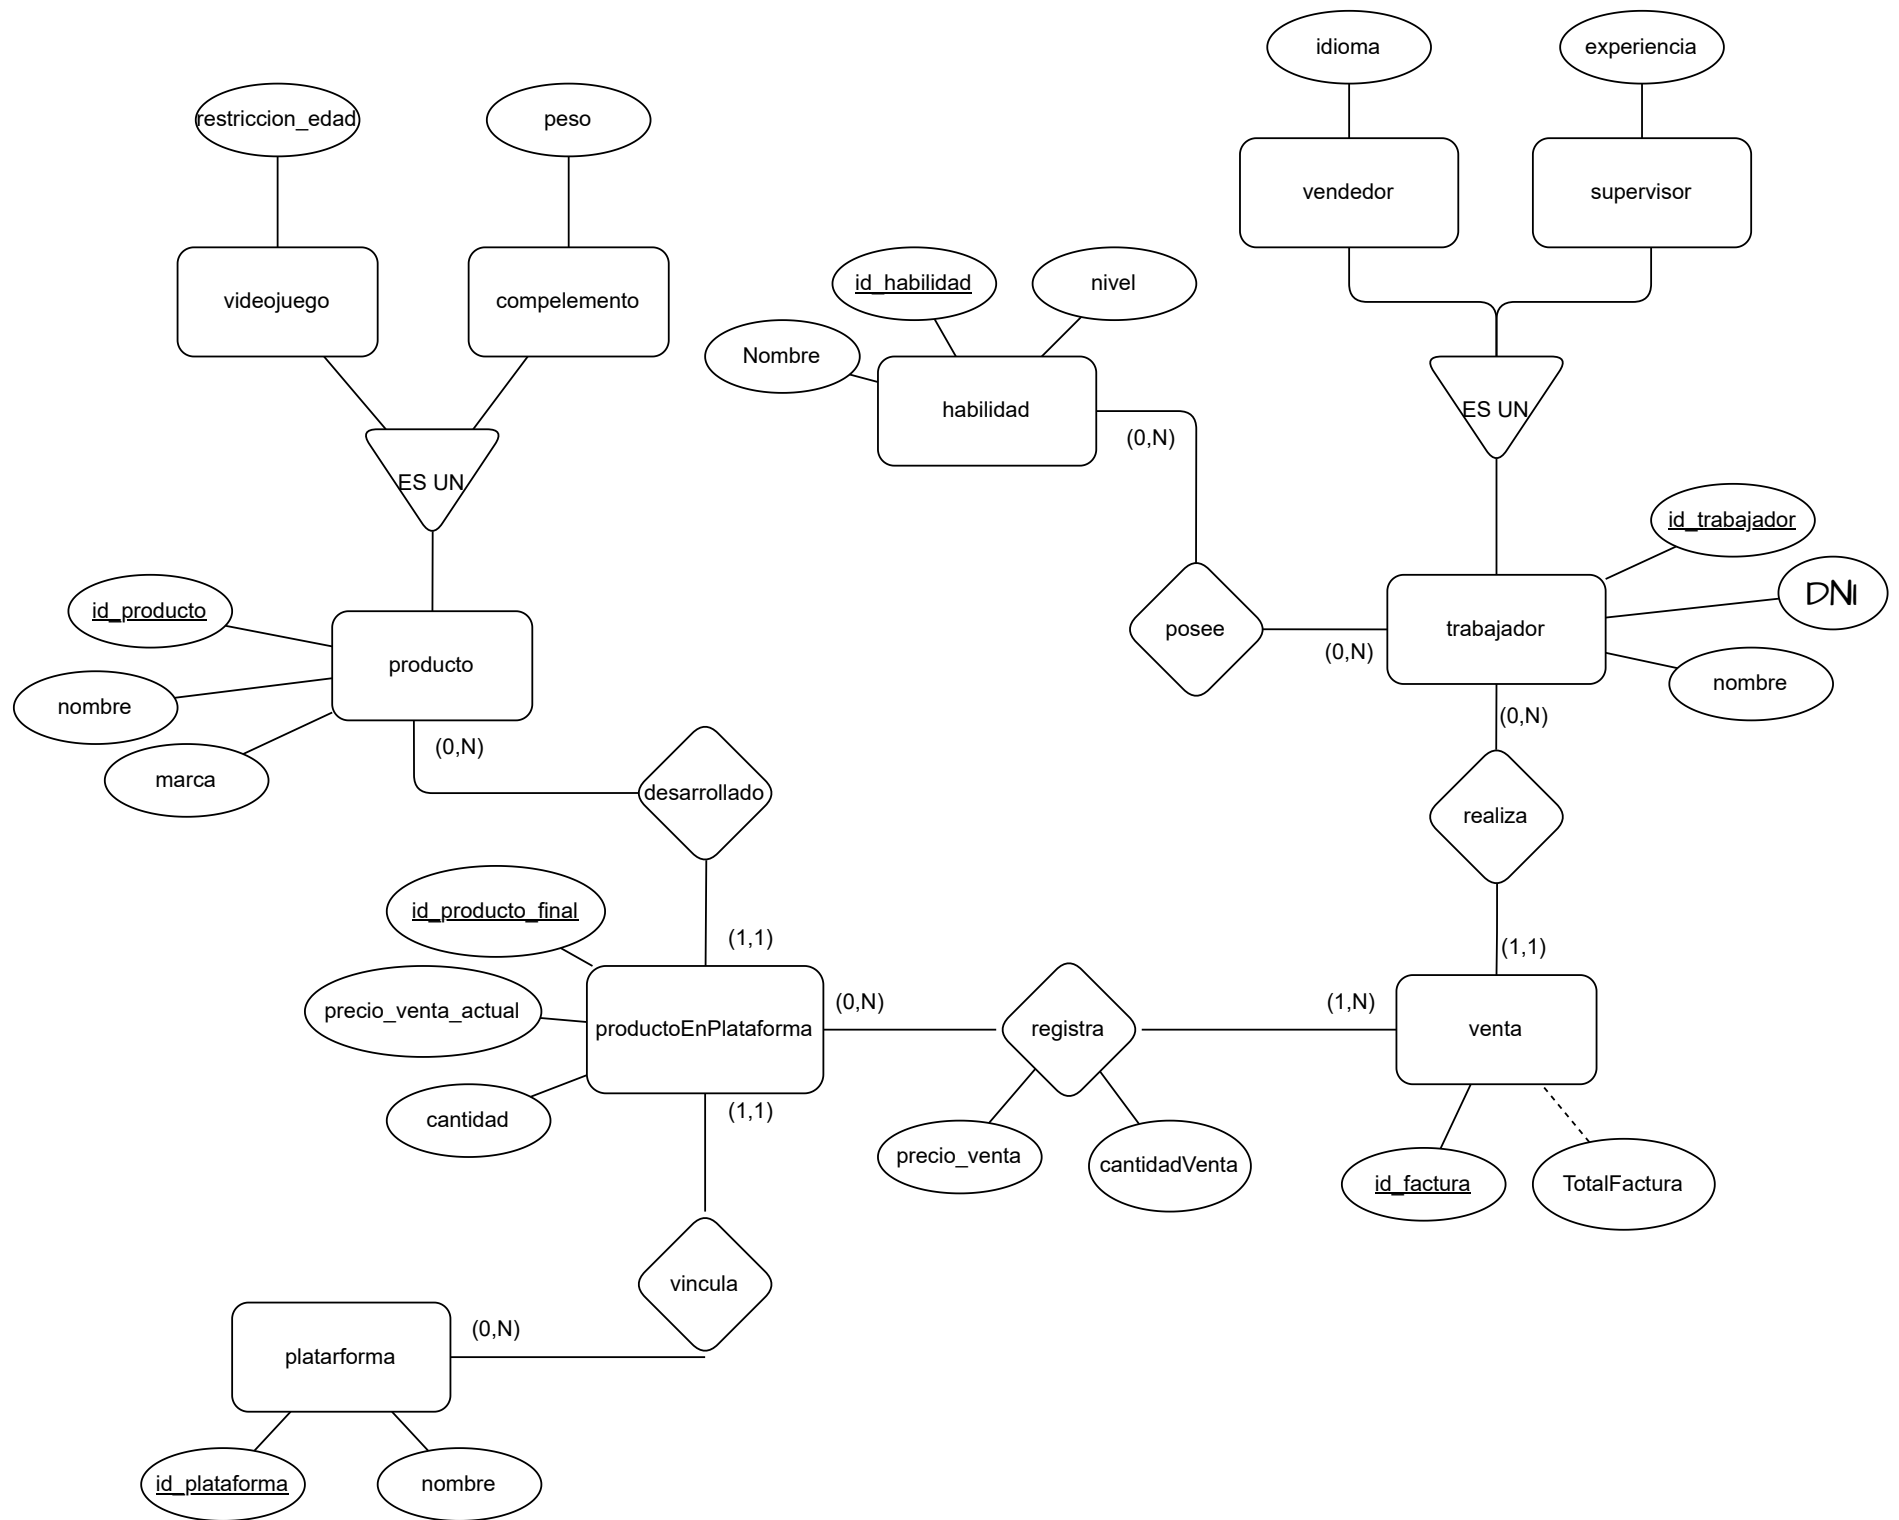 idioma
experiencia
restriccion_edad
peso
vendedor
supervisor
videojuego
compelemento
id_habilidad
nivel
Nombre
habilidad
(0,N)
ES UN
ES UN
id_trabajador
DNI
trabajador
nombre
posee
(0,N)
(0,N)
id_producto
producto
nombre
marca
(0,N)
desarrollado
realiza
id_producto_final
(1,1)
(1,1)
precio_venta_actual
productoEnPlataforma
(0,N)
registra
(1,N)
venta
cantidad
(1,1)
precio_venta
cantidadVenta
id_factura
TotalFactura
vincula
(0,N)
platarforma
id_plataforma
nombre